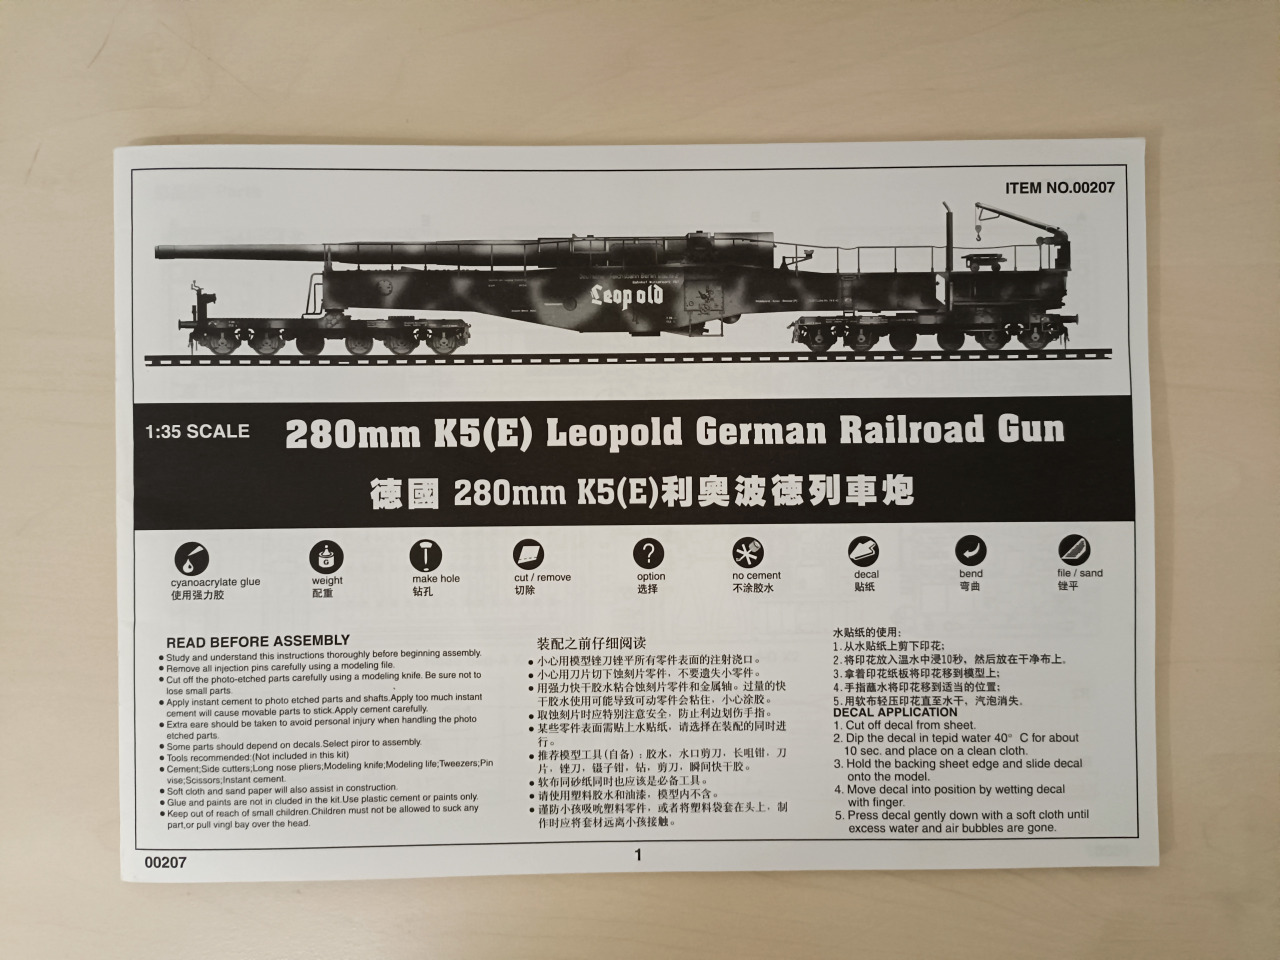 ITEM NO.00207
Leopold
1:35 SCALE
280mm K5(E) Leopold German Railroad Gun
德國 280mm K5(E)利奧波德列車炮
cyanoacrylate glue
使用强力胶
weight
配重
make hole
钻孔
cut / remove
切除
option
选择
no cement
不涂胶水
decal
贴纸
bend
弯曲
file / sand
锉平
READ BEFORE ASSEMBLY
● Study and understand this instructions thoroughly before beginning assembly.
● Remove all injection pins carefully using a modeling file.
● Cut off the photo-etched parts carefully using a modeling knife. Be sure not to
lose small parts.
● Apply instant cement to photo etched parts and shafts.Apply too much instant
cement will cause movable parts to stick.Apply cement carefully.
● Extra eare should be taken to avoid personal injury when handling the photo
etched parts.
● Some parts should depend on decals.Select piror to assembly.
● Tools recommended:(Not included in this kit)
● Cement;Side cutters;Long nose pliers;Modeling knife;Modeling life;Tweezers;Pin
vise;Scissors;Instant cement.
● Soft cloth and sand paper will also assist in construction.
● Glue and paints are not in cluded in the kit.Use plastic cement or paints only.
● Keep out of reach of small children.Children must not be allowed to suck any
part,or pull vingl bay over the head.
装配之前仔细阅读
● 小心用模型锉刀锉平所有零件表面的注射浇口。
● 小心用刀片切下蚀刻片零件，不要遗失小零件。
● 用强力快干胶水粘合蚀刻片零件和金属轴。过量的快
干胶水使用可能导致可动零件会粘住，小心涂胶。
● 取蚀刻片时应特别注意安全，防止利边划伤手指。
● 某些零件表面需贴上水贴纸，请选择在装配的同时进
行。
● 推荐模型工具(自备)：胶水，水口剪刀，长咀钳，刀
片，锉刀，镊子钳，钻，剪刀，瞬间快干胶。
● 软布同砂纸同时也应该是必备工具。
● 请使用塑料胶水和油漆，模型内不含。
● 谨防小孩吸吮塑料零件，或者将塑料袋套在头上，制
作时应将套材远离小孩接触。
水贴纸的使用：
1.从水贴纸上剪下印花；
2.将印花放入温水中浸10秒，然后放在干净布上。
3.拿着印花纸板将印花移到模型上；
4.手指蘸水将印花移到适当的位置；
5.用软布轻压印花直至水干，汽泡消失。
DECAL APPLICATION
1. Cut off decal from sheet.
2. Dip the decal in tepid water 40° C for about
10 sec. and place on a clean cloth.
3. Hold the backing sheet edge and slide decal
onto the model.
4. Move decal into position by wetting decal
with finger.
5. Press decal gently down with a soft cloth until
excess water and air bubbles are gone.
00207
1